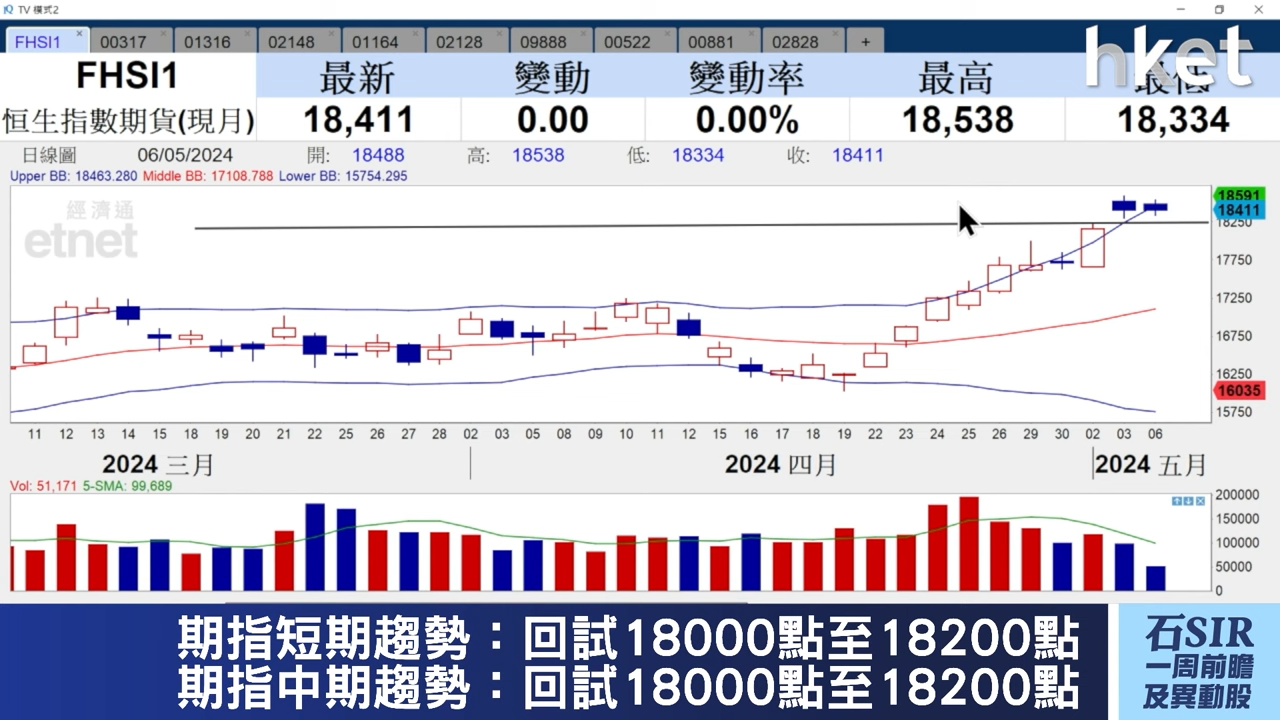 TV 模式2
FHSI1 00317 01316 02148 01164 02128 09888 00522 00881 02828 +
hket
FHSI1 最新 變動 變動率 最高 最低
恒生指數期貨(現月) 18,411 0.00 0.00% 18,538 18,334
日線圖 06/05/2024 開: 18488 高: 18538 低: 18334 收: 18411
Upper BB: 18463.280 Middle BB: 17108.788 Lower BB: 15754.295
經濟通
etnet
18591
18411
18250
17750
17250
16750
16250
16035
15750
11 12 13 14 15 18 19 20 21 22 25 26 27 28 02 03 05 08 09 10 11 12 15 16 17 18 19 22 23 24 25 26 29 30 02 03 06
2024 三月 2024 四月 2024 五月
Vol: 51,171 5-SMA: 99,689
200000
150000
100000
50000
0
期指短期趨勢：回試18000點至18200點
期指中期趨勢：回試18000點至18200點
石SIR
一周前瞻
及異動股